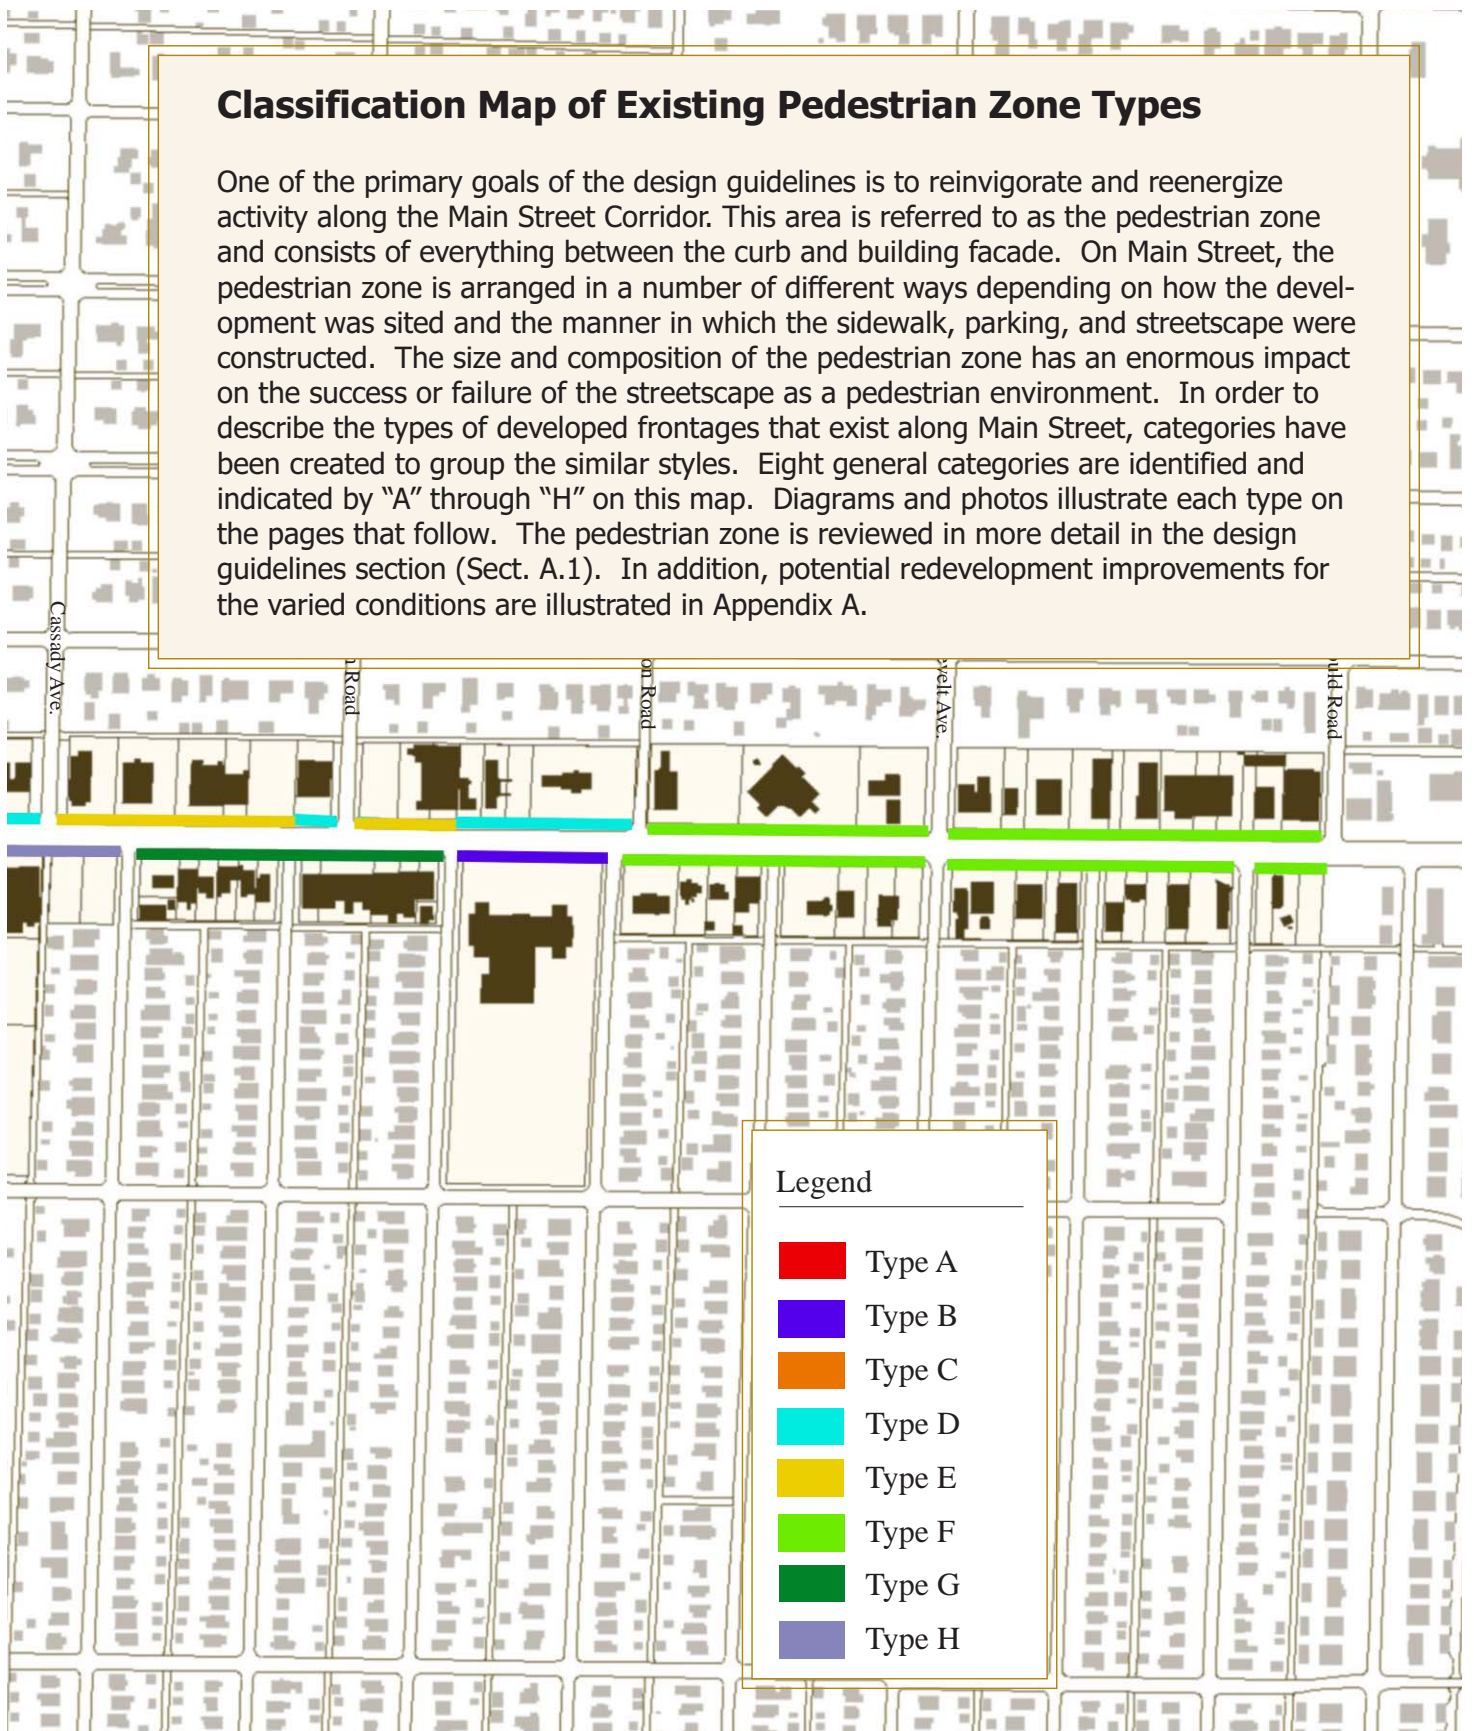 Classification Map of Existing Pedestrian Zone Types
One of the primary goals of the design guidelines is to reinvigorate and reenergize
activity along the Main Street Corridor. This area is referred to as the pedestrian zone
and consists of everything between the curb and building facade.  On Main Street, the
pedestrian zone is arranged in a number of different ways depending on how the devel-
opment was sited and the manner in which the sidewalk, parking, and streetscape were
constructed.  The size and composition of the pedestrian zone has an enormous impact
on the success or failure of the streetscape as a pedestrian environment.  In order to
describe the types of developed frontages that exist along Main Street, categories have
been created to group the similar styles.  Eight general categories are identified and
indicated by “A” through “H” on this map.  Diagrams and photos illustrate each type on
the pages that follow.  The pedestrian zone is reviewed in more detail in the design
guidelines section (Sect. A.1).  In addition, potential redevelopment improvements for
the varied conditions are illustrated in Appendix A.
Cassady Ave.
Road
on Road
evelt Ave.
ould Road
Legend
Type A
Type B
Type C
Type D
Type E
Type F
Type G
Type H